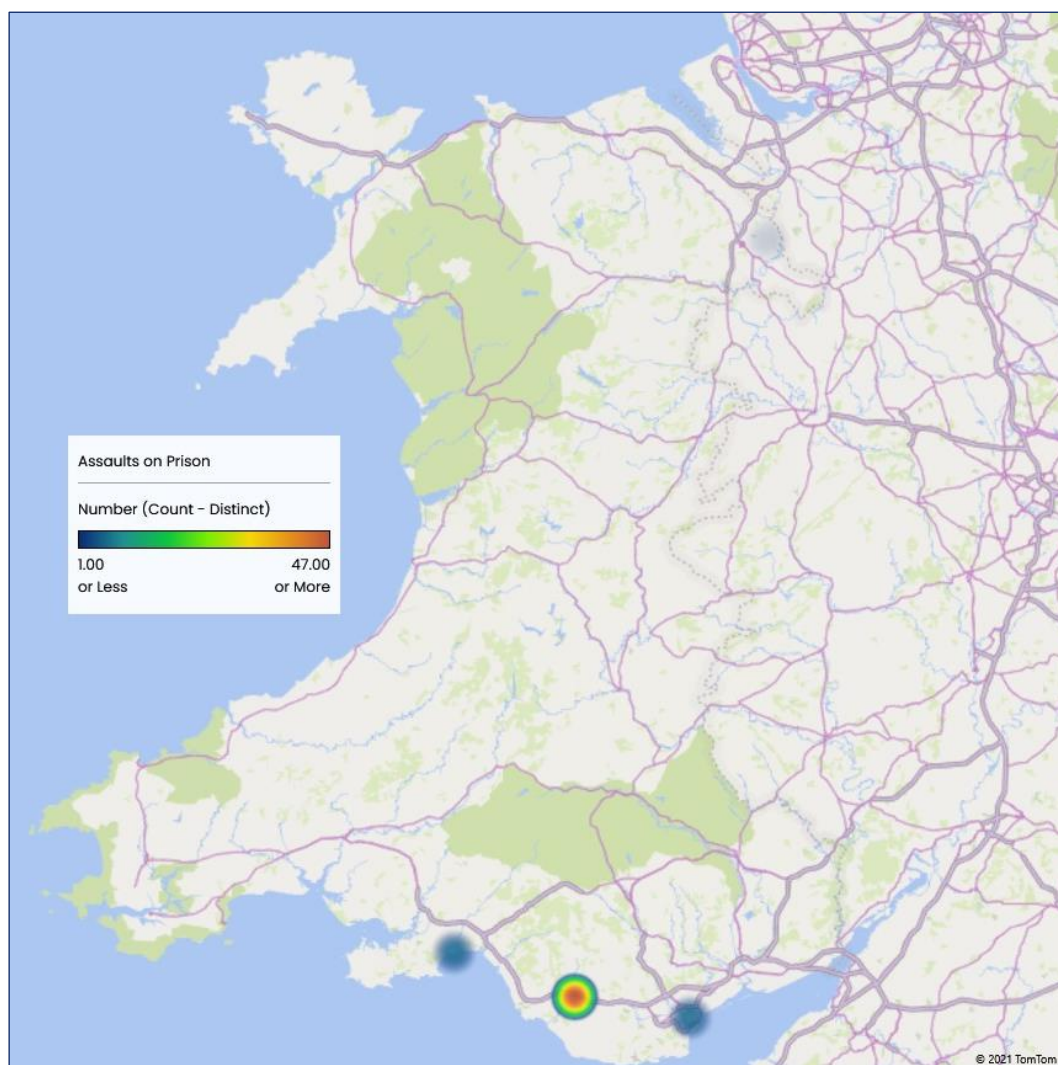 Assaults on Prison
Number (Count - Distinct)
1.00
47.00
or Less
or More
© 2021 TomTom